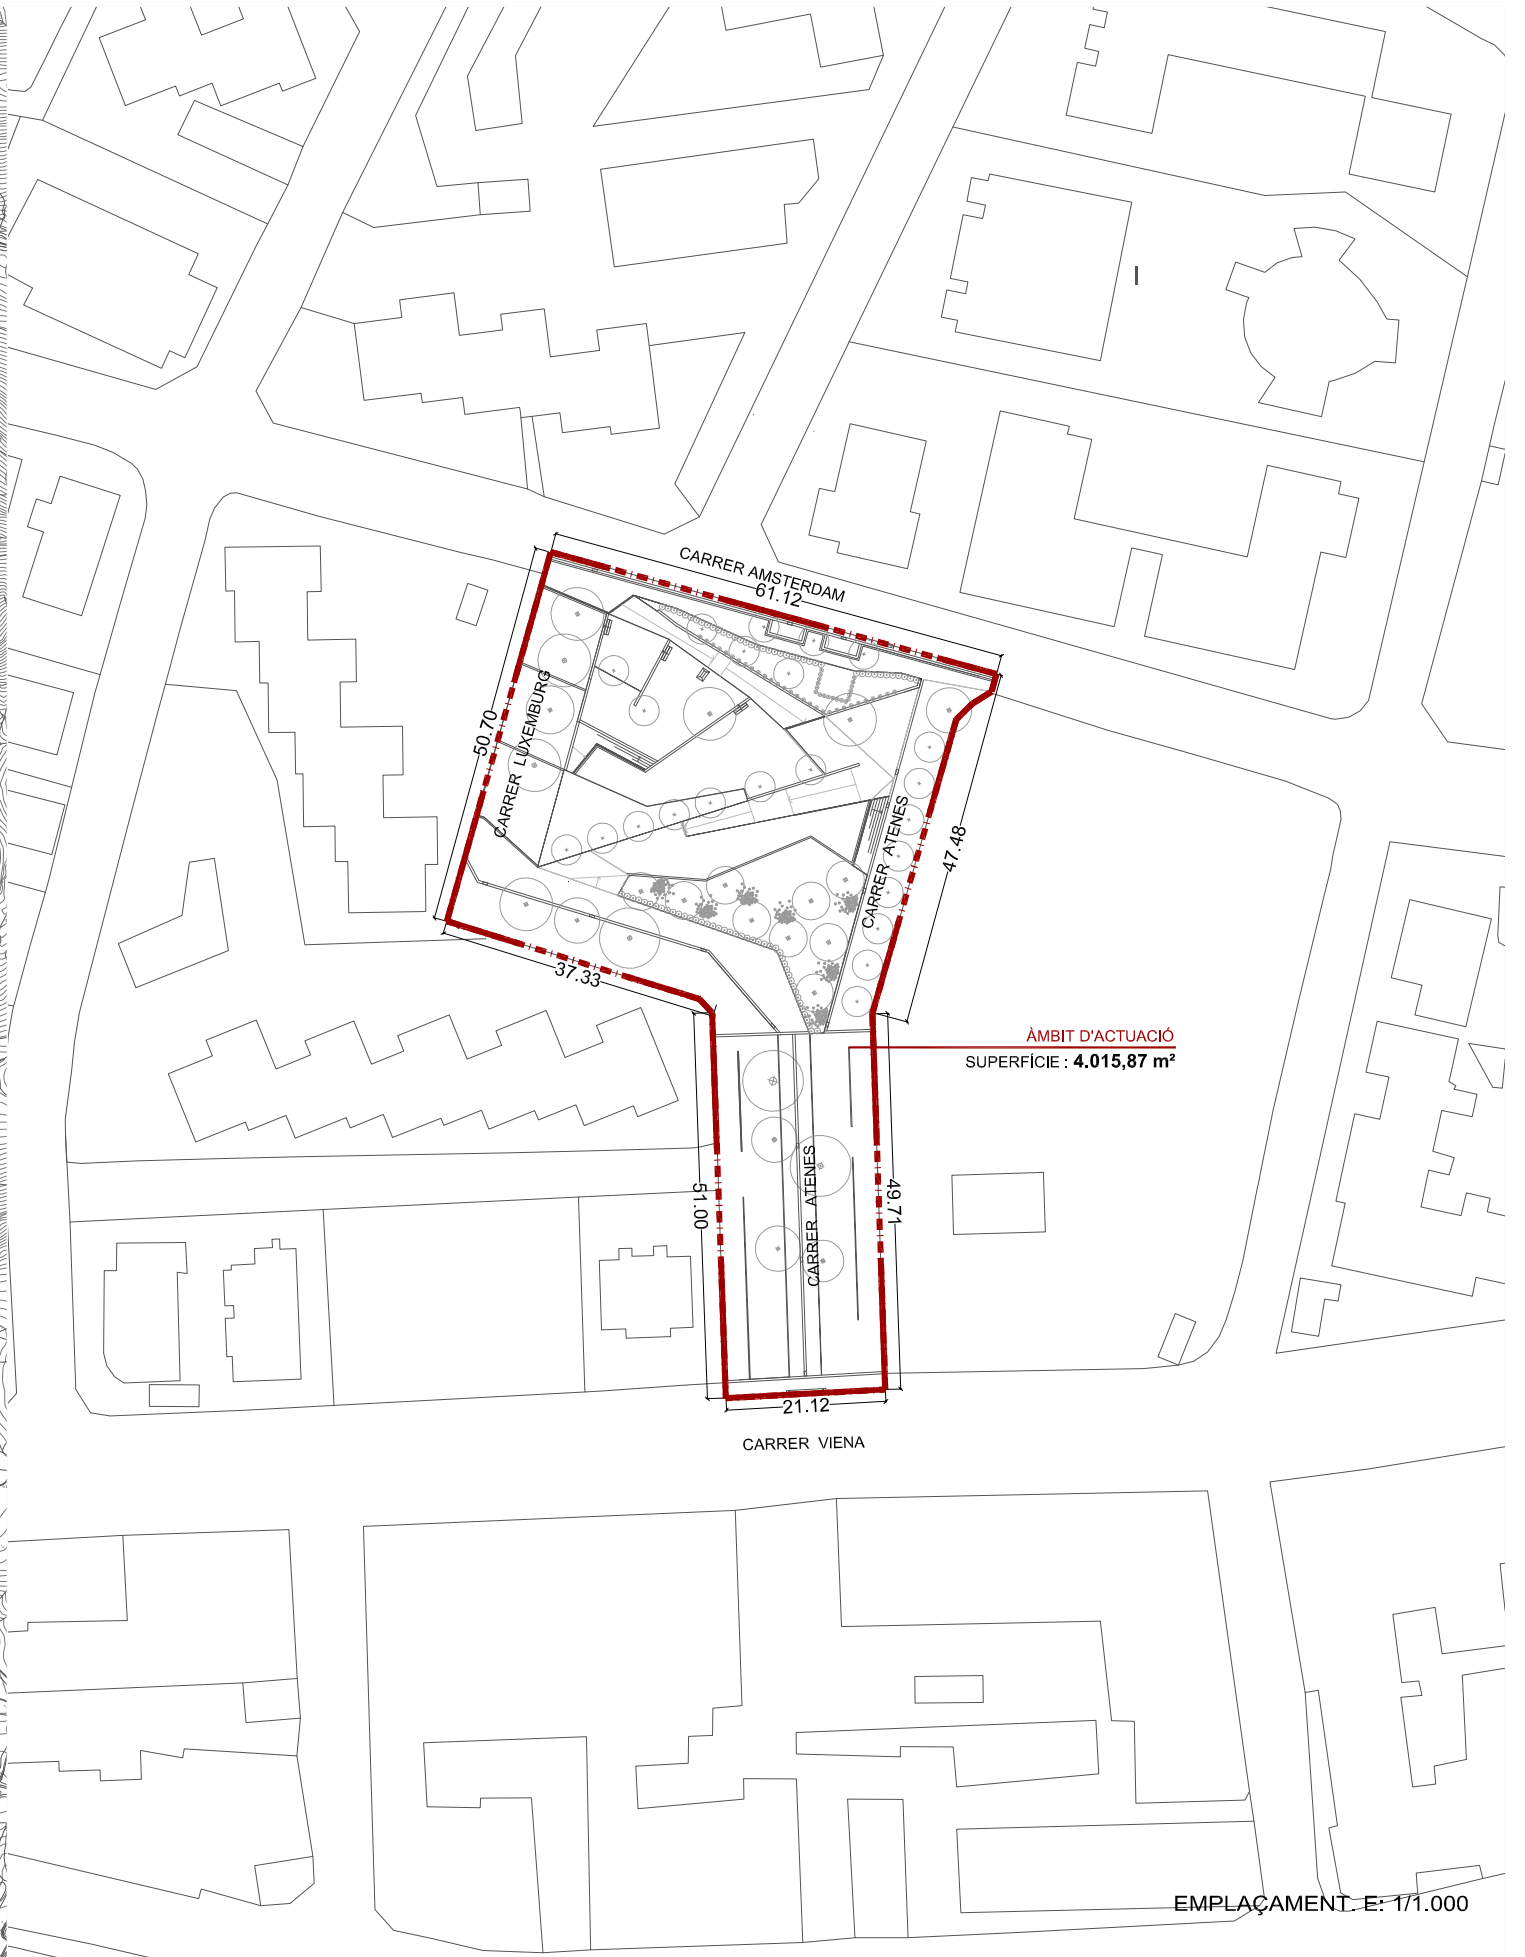 CARRER AMSTERDAM
61.12
50.70
CARRER LUXEMBURG
CARRER ATENES
47.48
37.33
ÀMBIT D'ACTUACIÓ
SUPERFÍCIE : 4.015,87 m²
51.00
CARRER ATENES
49.71
21.12
CARRER VIENA
EMPLAÇAMENT. E: 1/1.000